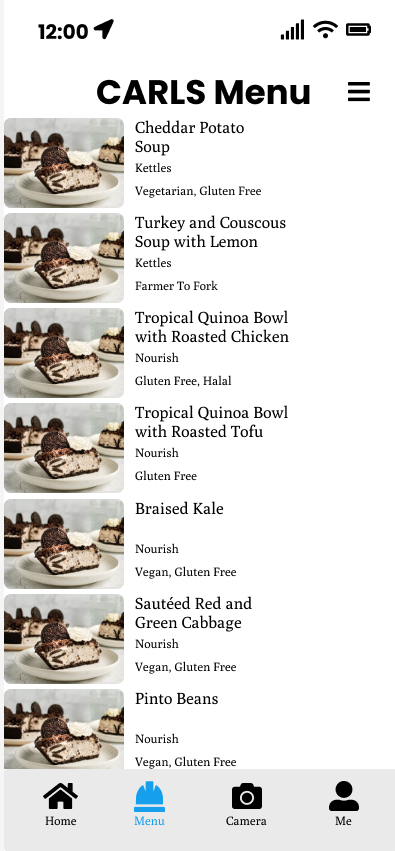 12:00
CARLS Menu
Cheddar Potato
Soup
Kettles
Vegetarian, Gluten Free
Turkey and Couscous
Soup with Lemon
Kettles
Farmer To Fork
Tropical Quinoa Bowl
with Roasted Chicken
Nourish
Gluten Free, Halal
Tropical Quinoa Bowl
with Roasted Tofu
Nourish
Gluten Free
Braised Kale
Nourish
Vegan, Gluten Free
Sautéed Red and
Green Cabbage
Nourish
Vegan, Gluten Free
Pinto Beans
Nourish
Vegan, Gluten Free
Home Menu Camera Me